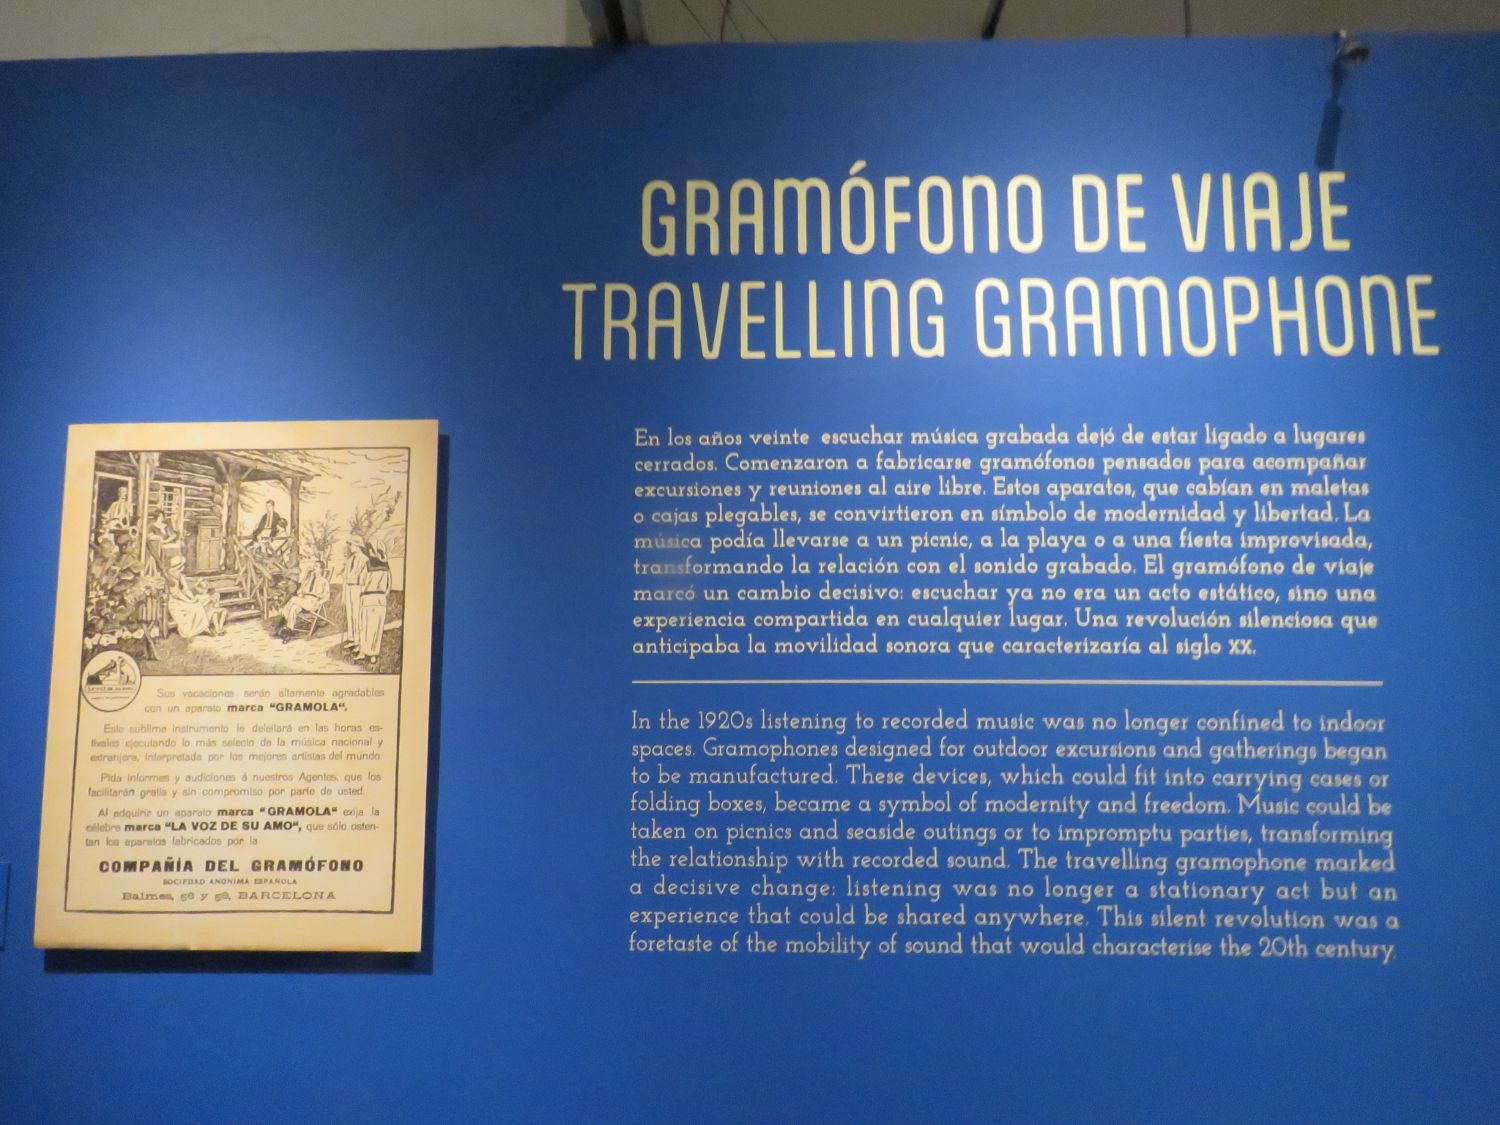 GRAMÓFONO DE VIAJE
TRAVELLING GRAMOPHONE
En los años veinte escuchar música grabada dejó de estar ligado a lugares
cerrados. Comenzaron a fabricarse gramófonos pensados para acompañar
excursiones y reuniones al aire libre. Estos aparatos, que cabían en maletas
o cajas plegables, se convirtieron en símbolo de modernidad y libertad. La
música podía llevarse a un picnic, a la playa o a una fiesta improvisada,
transformando la relación con el sonido grabado. El gramófono de viaje
marcó un cambio decisivo: escuchar ya no era un acto estático, sino una
experiencia compartida en cualquier lugar. Una revolución silenciosa que
anticipaba la movilidad sonora que caracterizaría al siglo XX.
In the 1920s listening to recorded music was no longer confined to indoor
spaces. Gramophones designed for outdoor excursions and gatherings began
to be manufactured. These devices, which could fit into carrying cases or
folding boxes, became a symbol of modernity and freedom. Music could be
taken on picnics and seaside outings or to impromptu parties, transforming
the relationship with recorded sound. The travelling gramophone marked
a decisive change: listening was no longer a stationary act but an
experience that could be shared anywhere. This silent revolution was a
foretaste of the mobility of sound that would characterise the 20th century.
LA VOZ DE SU AMO
Sus vacaciones serán altamente agradables
con un aparato marca "GRAMOLA".
Este sublime instrumento le deleitará en las horas es-
tivales ejecutando lo más selecto de la música nacional y
extranjera, interpretada por los mejores artistas del mundo.
Pida informes y audiciones á nuestros Agentes, que los
facilitarán gratis y sin compromiso por parte de usted.
Al adquirir un aparato marca "GRAMOLA" exija la
célebre marca "LA VOZ DE SU AMO", que sólo osten-
tan los aparatos fabricados por la
COMPAÑÍA DEL GRAMÓFONO
SOCIEDAD ANONIMA ESPAÑOLA
Balmes, 56 y 58, BARCELONA